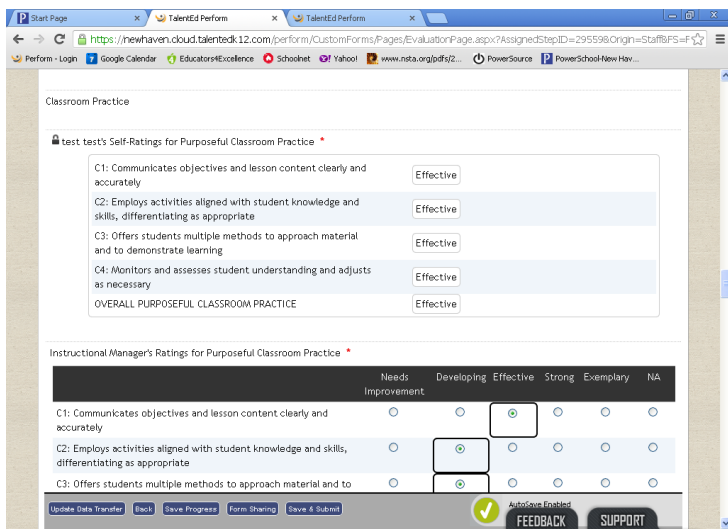 Start Page
TalentEd Perform
TalentEd Perform
https://newhaven.cloud.talentedk12.com/perform/CustomForms/Pages/EvaluationPage.aspx?AssignedStepID=29559&Origin=Staff&FS=F
Perform - Login Google Calendar Educators4Excellence Schoolnet Yahoo! www.nsta.org/pdfs/2... PowerSource PowerSchool-New Hav...
Classroom Practice
test test's Self-Ratings for Purposeful Classroom Practice *
C1: Communicates objectives and lesson content clearly and
accurately
Effective
C2: Employs activities aligned with student knowledge and
skills, differentiating as appropriate
Effective
C3: Offers students multiple methods to approach material
and to demonstrate learning
Effective
C4: Monitors and assesses student understanding and adjusts
as necessary
Effective
OVERALL PURPOSEFUL CLASSROOM PRACTICE Effective
Instructional Manager's Ratings for Purposeful Classroom Practice *
Needs
Improvement
Developing Effective Strong Exemplary NA
C1: Communicates objectives and lesson content clearly and
accurately
C2: Employs activities aligned with student knowledge and skills,
differentiating as appropriate
C3: Offers students multiple methods to approach material and to
Update Data Transfer Back Save Progress Form Sharing Save & Submit
AutoSave Enabled
FEEDBACK SUPPORT